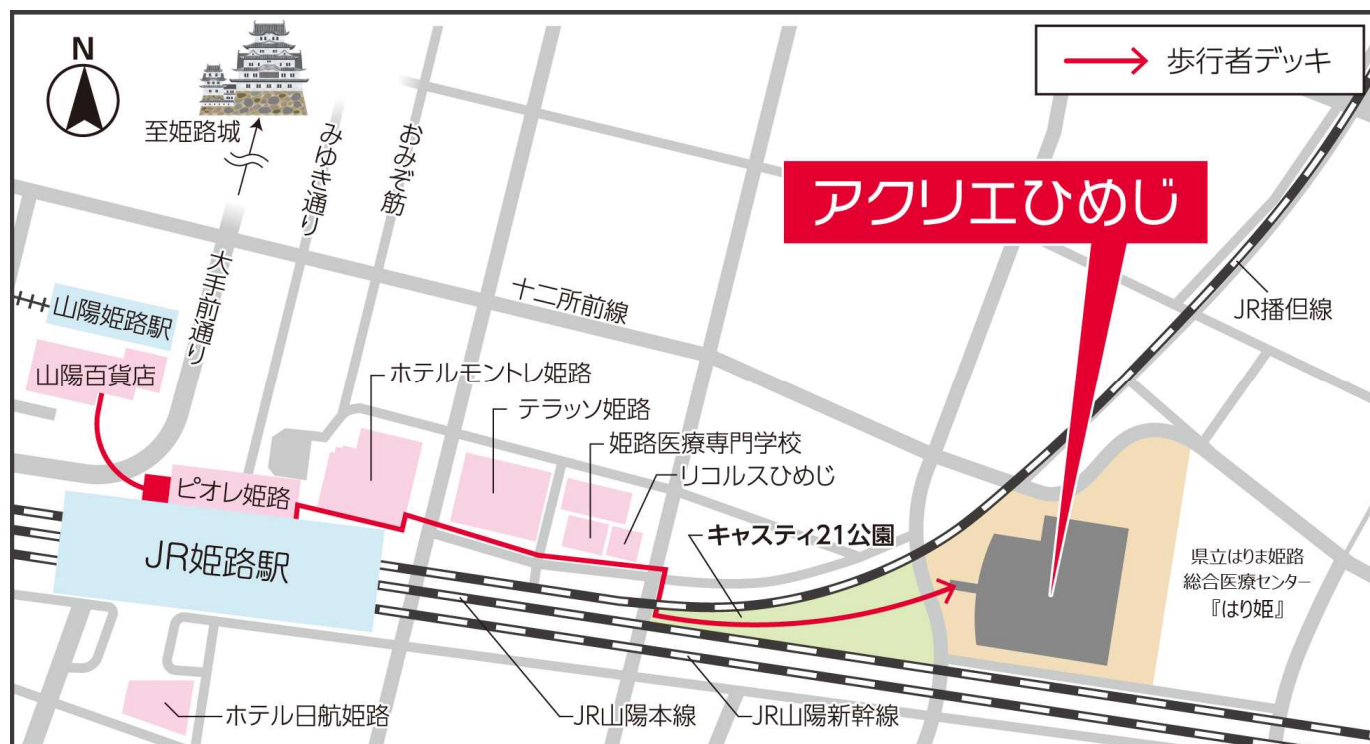 N
歩行者デッキ
至姫路城
みゆき通り
おみぞ筋
アクリエひめじ
大手前通り
十二所前線
JR播但線
山陽姫路駅
山陽百貨店
ホテルモントレ姫路
テラッソ姫路
姫路医療専門学校
リコルスひめじ
ピオレ姫路
キャスティ21公園
JR姫路駅
県立はりま姫路
総合医療センター
『はり姫』
ホテル日航姫路
JR山陽本線
JR山陽新幹線